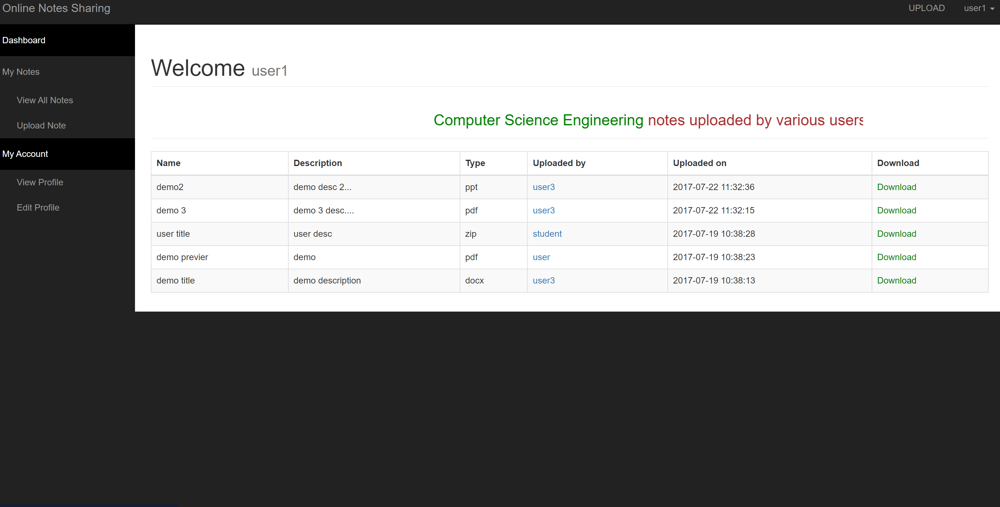 Online Notes Sharing
UPLOAD user1
Dashboard
My Notes
View All Notes
Upload Note
My Account
View Profile
Edit Profile
Welcome user1
Computer Science Engineering notes uploaded by various users
Name Description Type Uploaded by Uploaded on Download
demo2 demo desc 2... ppt user3 2017-07-22 11:32:36 Download
demo 3 demo 3 desc.... pdf user3 2017-07-22 11:32:15 Download
user title user desc zip student 2017-07-19 10:38:28 Download
demo previer demo pdf user 2017-07-19 10:38:23 Download
demo title demo description docx user3 2017-07-19 10:38:13 Download